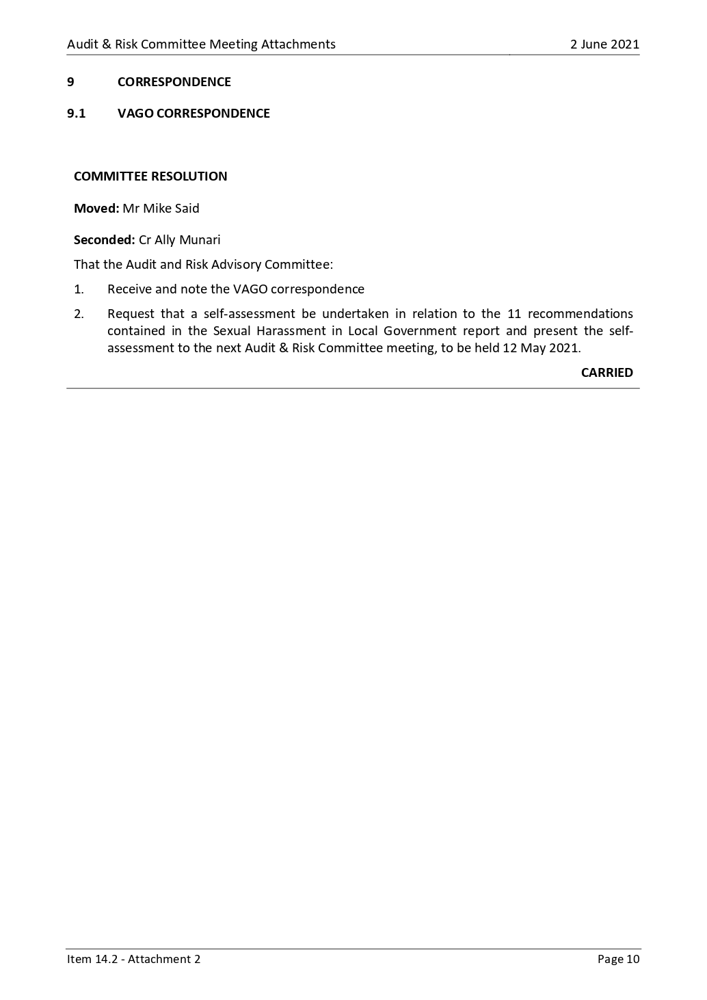 Audit & Risk Committee Meeting Attachments 2 June 2021
9 CORRESPONDENCE
9.1 VAGO CORRESPONDENCE
COMMITTEE RESOLUTION
Moved: Mr Mike Said
Seconded: Cr Ally Munari
That the Audit and Risk Advisory Committee:
1. Receive and note the VAGO correspondence
2. Request that a self-assessment be undertaken in relation to the 11 recommendations
contained in the Sexual Harassment in Local Government report and present the self-
assessment to the next Audit & Risk Committee meeting, to be held 12 May 2021.
CARRIED
Item 14.2 - Attachment 2 Page 10